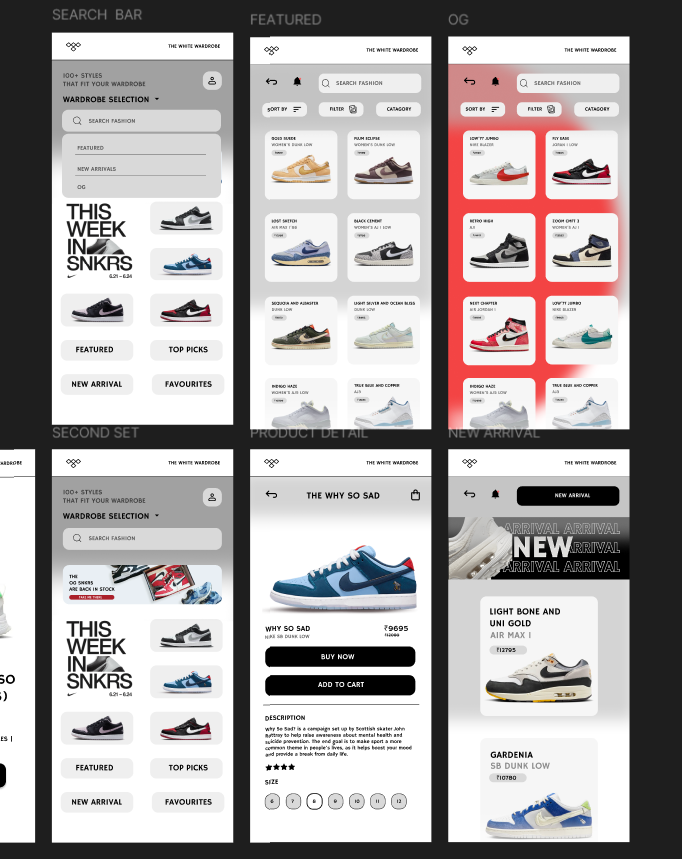 SEARCH BAR
THE WHITE WARDROBE
100+ STYLES
THAT FIT YOUR WARDROBE
WARDROBE SELECTION
SEARCH FASHION
FEATURED
NEW ARRIVALS
OG
THIS
WEEK
IN
SNKRS
6.21 – 6.24
FEATURED
TOP PICKS
NEW ARRIVAL
FAVOURITES
FEATURED
THE WHITE WARDROBE
SEARCH FASHION
SORT BY
FILTER
CATAGORY
GOLD SUEDE
WOMEN'S DUNK LOW
PLUM ECLIPSE
WOMEN'S DUNK LOW
LOST SKETCH
AIR MAX 1 '86
BLACK CEMENT
WOMEN'S AJ 1 LOW
SEQUOIA AND ALABASTER
DUNK LOW
LIGHT SILVER AND OCEAN BLISS
DUNK LOW
INDIGO HAZE
WOMEN'S AJ5 LOW
TRUE BLUE AND COPPER
AJ3
OG
THE WHITE WARDROBE
SEARCH FASHION
SORT BY
FILTER
CATAGORY
LOW'77 JUMBO
NIKE BLAZER
FLY EASE
JORAN 1 LOW
RETRO HIGH
AJ1
ZOOM CMFT 2
WOMEN'S AJ 1
NEXT CHAPTER
AIR JORDAN 1
LOW'77 JUMBO
NIKE BLAZER
INDIGO HAZE
WOMEN'S AJ5 LOW
TRUE BLUE AND COPPER
AJ3
ARDROBE
SO
S)
ES |
SECOND SET
THE WHITE WARDROBE
100+ STYLES
THAT FIT YOUR WARDROBE
WARDROBE SELECTION
SEARCH FASHION
THE
OG SNKRS
ARE BACK IN STOCK
TAKE ME THERE
THIS
WEEK
IN
SNKRS
6.21 – 6.24
FEATURED
TOP PICKS
NEW ARRIVAL
FAVOURITES
PRODUCT DETAIL
THE WHITE WARDROBE
THE WHY SO SAD
WHY SO SAD
NIKE SB DUNK LOW
₹9695
BUY NOW
ADD TO CART
DESCRIPTION
Why So Sad? is a campaign set up by Scottish skater John
Rattray to help raise awareness about mental health and
suicide prevention. The end goal is to make sport a more
common theme in people's lives, as it helps boost your mood
and provide a break from daily life.
SIZE
6 7 8 9 10 11 12
NEW ARRIVAL
THE WHITE WARDROBE
NEW ARRIVAL
ARRIVAL ARRIVAL
NEW ARRIVAL
ARRIVAL ARRIVAL
LIGHT BONE AND
UNI GOLD
AIR MAX 1
₹12795
GARDENIA
SB DUNK LOW
₹10780